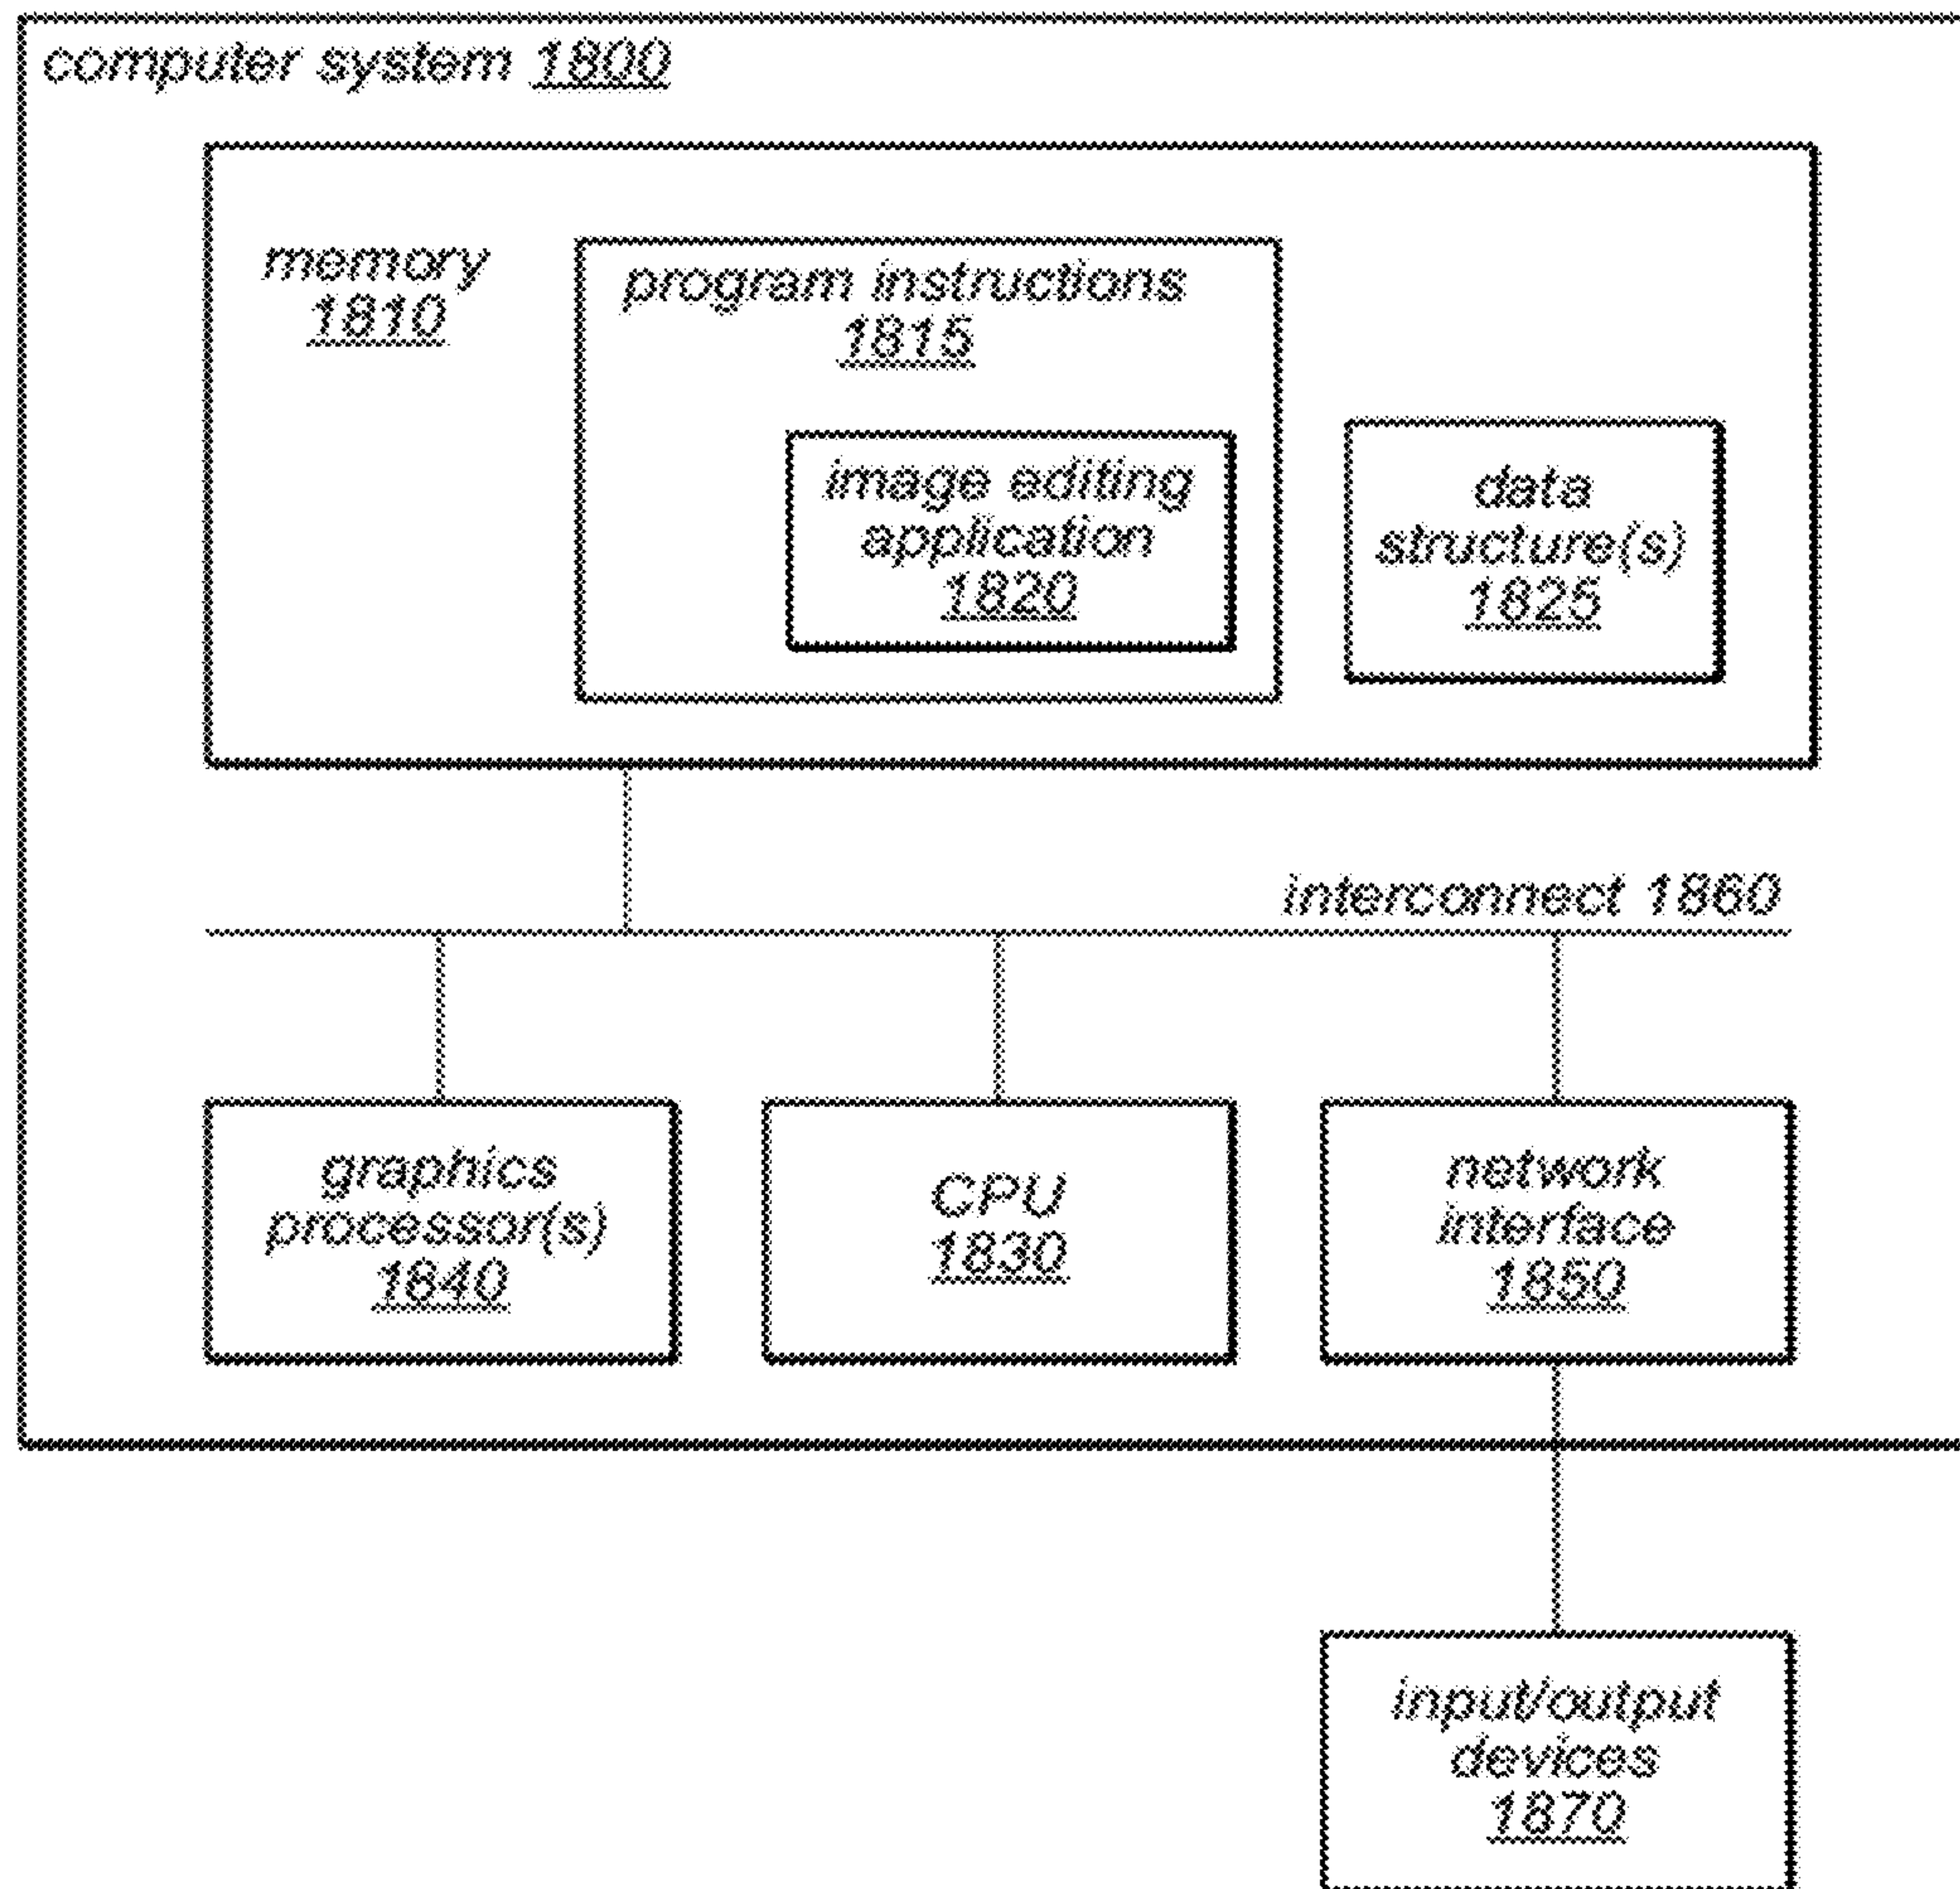 computer system 1800
memory
1810
program instructions
1815
image editing
application
1820
data
structure(s)
1825
interconnect 1860
graphics
processor(s)
1840
CPU
1830
network
interface
1850
input/output
devices
1870